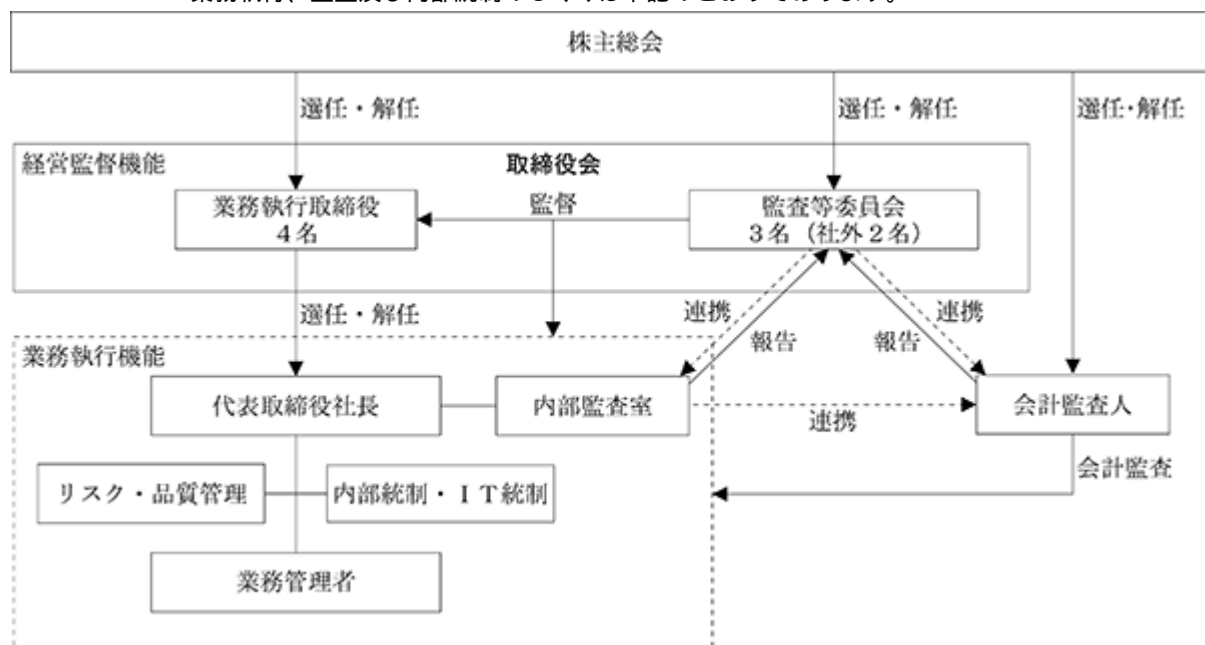 株主総会
選任・解任
選任・解任
選任・解任
経営監督機能
取締役会
業務執行取締役
4名
監督
監査等委員会
3名（社外2名）
選任・解任
連携
報告
報告
連携
業務執行機能
代表取締役社長
内部監査室
連携
会計監査人
会計監査
リスク・品質管理
内部統制・ＩＴ統制
業務管理者